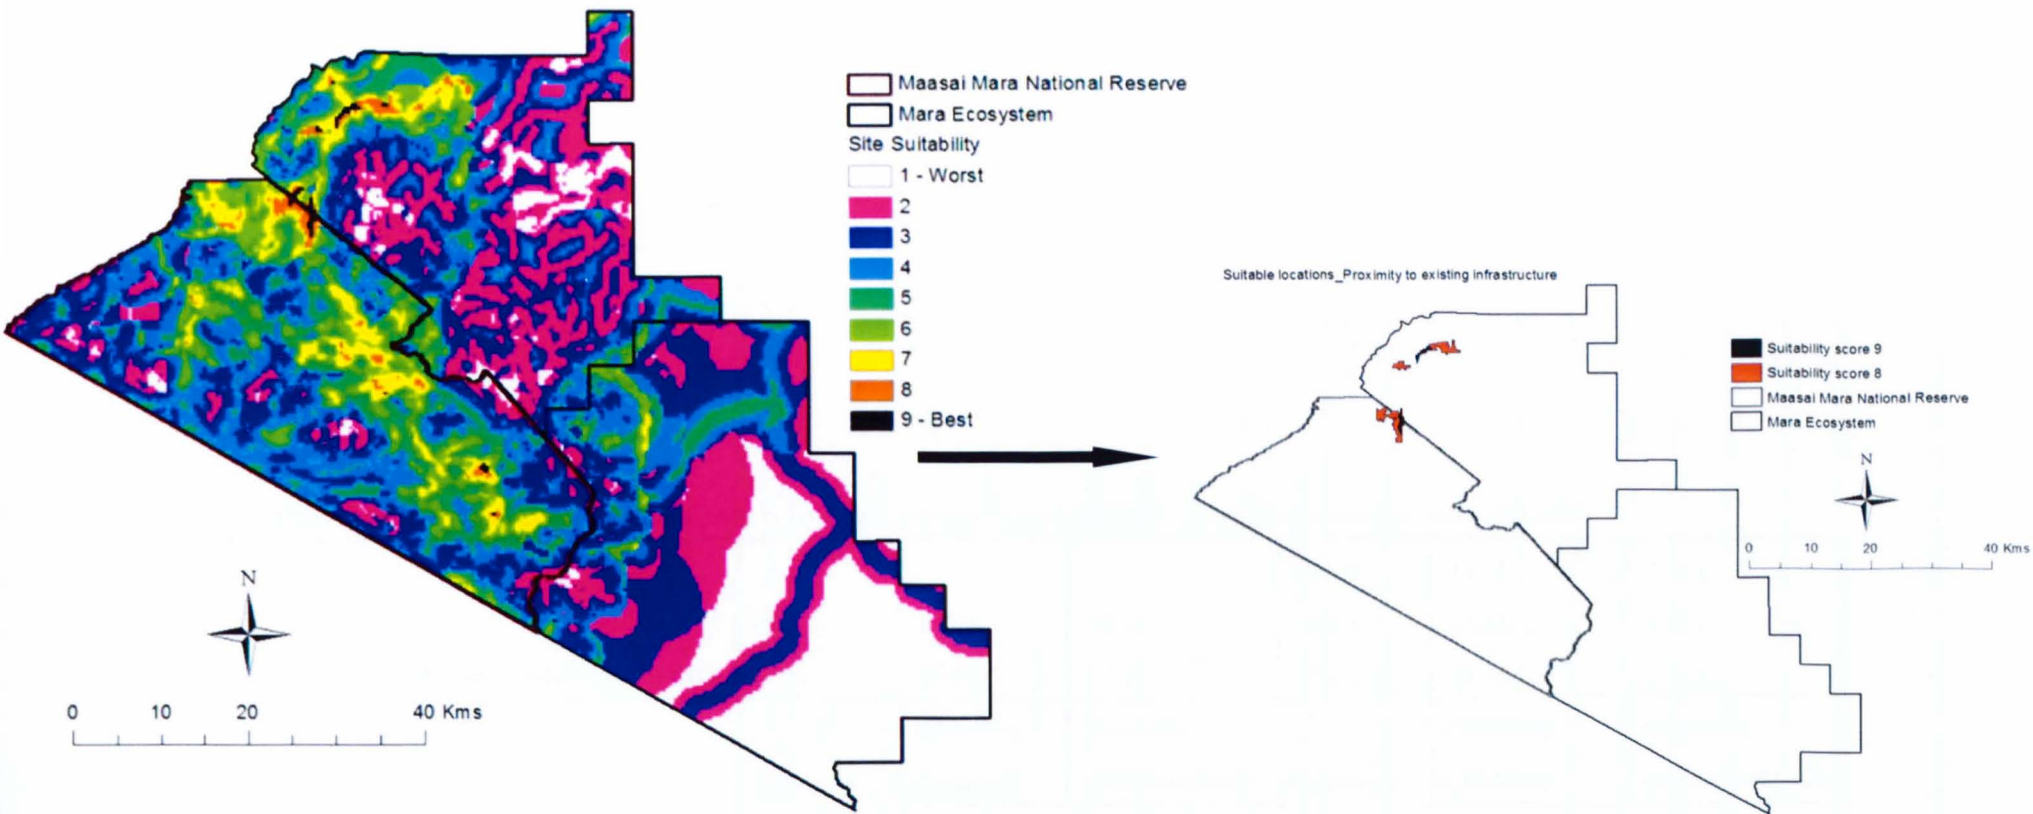 Maasai Mara National Reserve
Mara Ecosystem
Site Suitability
1 - Worst
2
3
4
5
6
7
8
9 - Best
N
0 10 20 40 Kms
Suitable locations_Proximity to existing infrastructure
Suitability score 9
Suitability score 8
Maasai Mara National Reserve
Mara Ecosystem
N
0 10 20 40 Kms